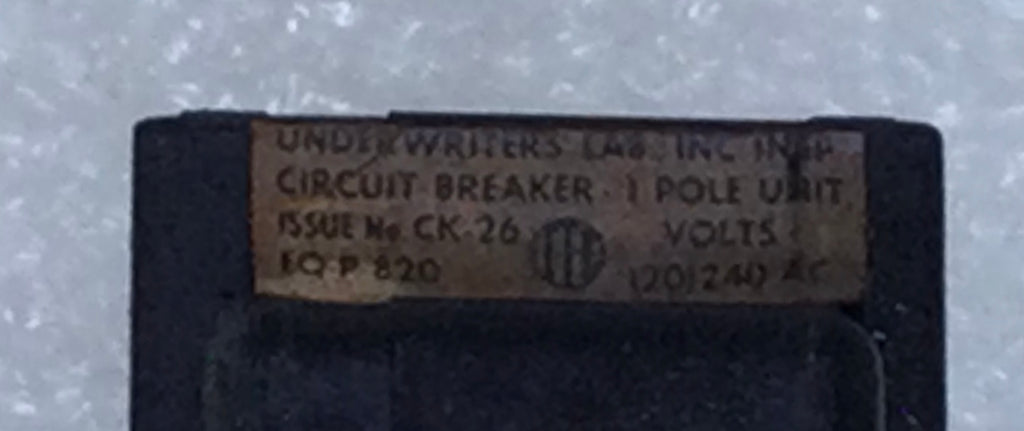 UNDERWRITERS LAB. INC. INSP.
CIRCUIT BREAKER - 1 POLE UNIT
ISSUE No. CK-26 ITE VOLTS
EQ-P 820 120/240 AC